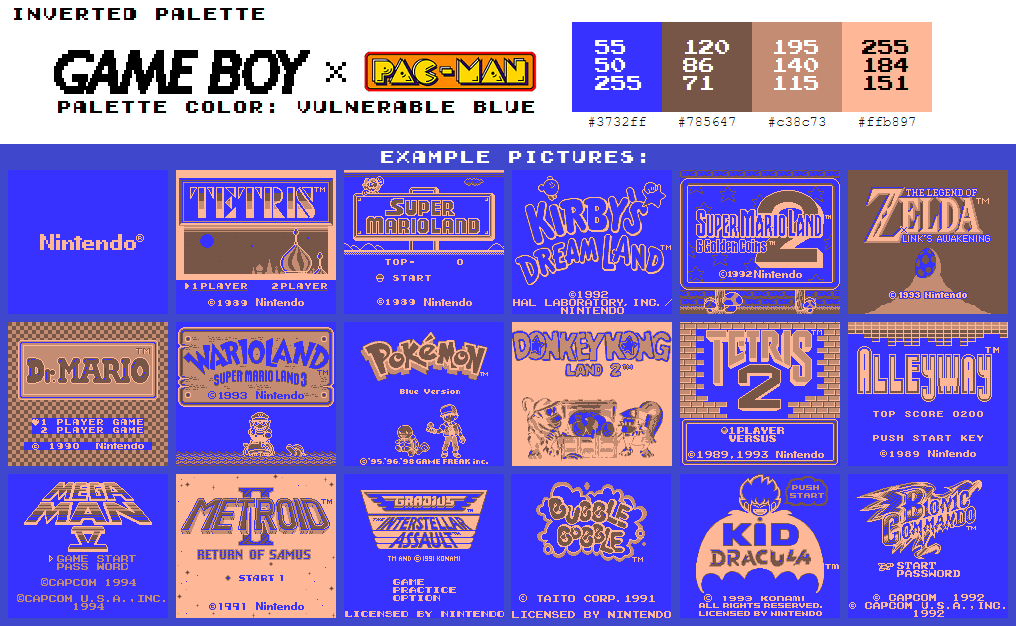 INVERTED PALETTE
GAME BOY × PAC-MAN
PALETTE COLOR: VULNERABLE BLUE
55
50
255
120
86
71
195
140
115
255
184
151
#3732ff
#785647
#c38c73
#ffb897
EXAMPLE PICTURES:
Nintendo®
TETRIS™
1PLAYER 2PLAYER
©1989 Nintendo
SUPER
MARIOLAND
TOP- 0
START
©1989 Nintendo
KIRBY'S
DREAM LAND™
©1992
HAL LABORATORY, INC./
NINTENDO
SUPER MARIO LAND™
6 Golden Coins™ 2
©1992 Nintendo
THE LEGEND OF
ZELDA™
LINK'S AWAKENING
© 1993 Nintendo
Dr. MARIO™
1 PLAYER GAME
2 PLAYER GAME
© 1990 Nintendo
WARIOLAND
SUPER MARIO LAND 3™
©1993 Nintendo
POKéMON™
Blue Version
©'95.'96.'98 GAME FREAK inc.
DONKEY KONG
LAND 2™
TETRIS™
2
1PLAYER
VERSUS
©1989,1993 Nintendo
ALLEYWAY™
TOP SCORE 0200
PUSH START KEY
©1989 Nintendo
MEGA
MAN
V
GAME START
PASS WORD
©CAPCOM 1994
©CAPCOM U.S.A.,INC.
1994
II
METROID™
RETURN OF SAMUS
START 1
©1991 Nintendo
GRADIUS
THE INTERSTELLAR
ASSAULT™
TM AND © 1991 KONAMI
GAME
PRACTICE
OPTION
LICENSED BY NINTENDO
BUBBLE
BOBBLE™
© TAITO CORP.1991
LICENSED BY NINTENDO
PUSH
START
KID
DRACULA™
© 1993 KONAMI
ALL RIGHTS RESERVED.
LICENSED BY NINTENDO
BIONIC
COMMANDO™
START
PASSWORD
© CAPCOM 1992
© CAPCOM U.S.A.,INC.
1992